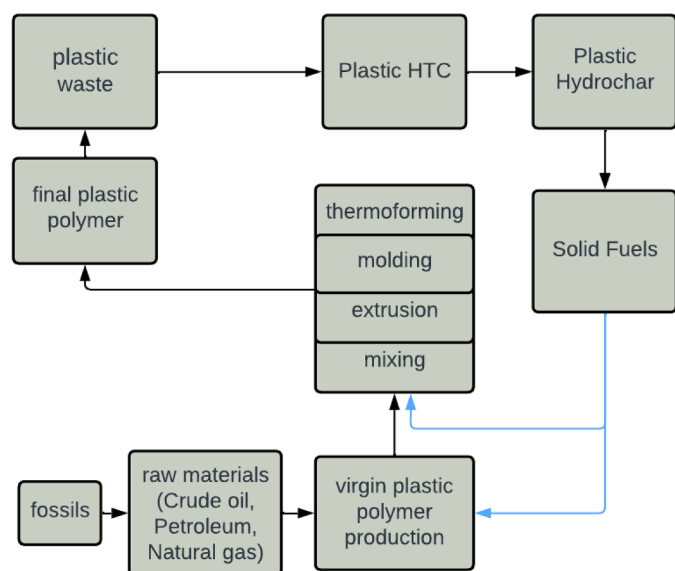 plastic
waste
Plastic HTC
Plastic
Hydrochar
final plastic
polymer
thermoforming
molding
extrusion
mixing
Solid Fuels
fossils
raw materials
(Crude oil,
Petroleum,
Natural gas)
virgin plastic
polymer
production